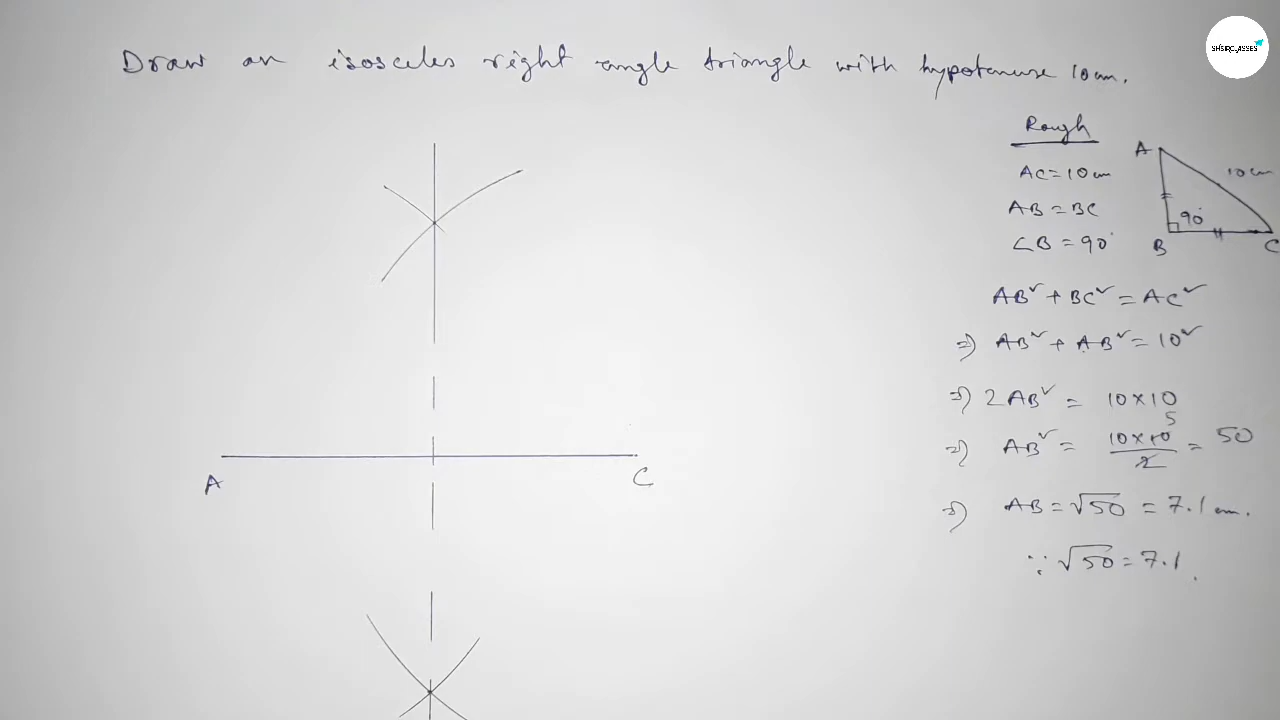 Draw an isosceles right angle triangle with hypotenuse 10 cm.
SHSIRCLASSES
Rough
AC = 10 cm
AB = BC
∠B = 90°
A
10 cm
90°
B
C
AB² + BC² = AC²
⇒) AB² + AB² = 10²
⇒) 2AB² = 10×10
⇒) AB² = 10×10/2 = 50
5
⇒) AB = √50 = 7.1 cm.
∵ √50 = 7.1.
A
C